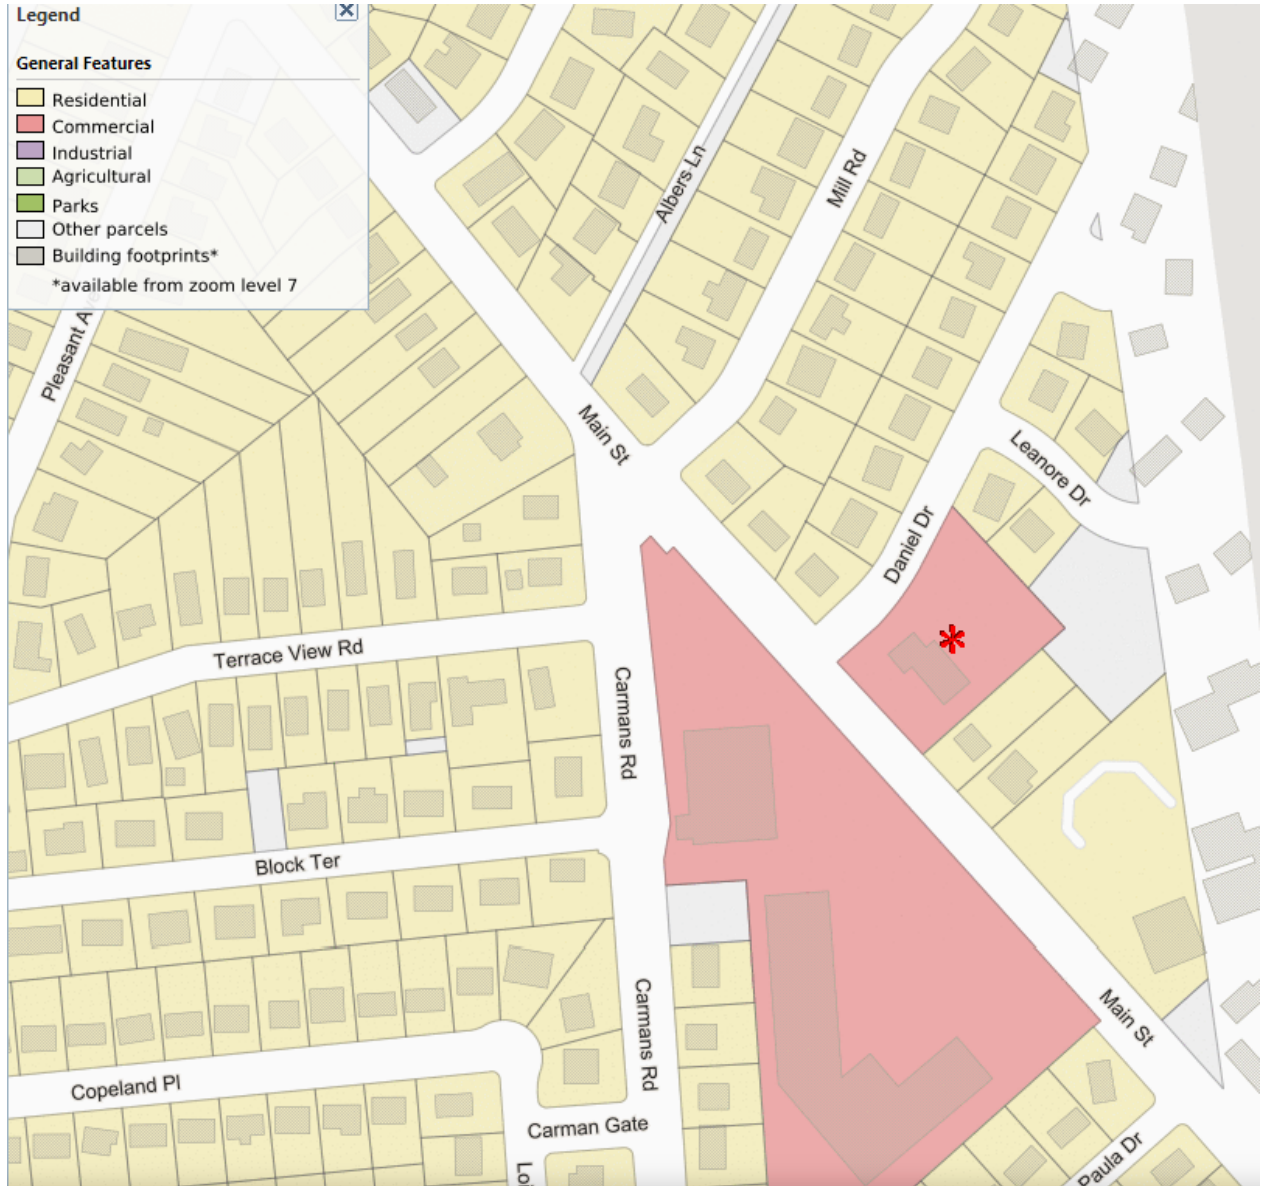 Legend
General Features
Residential
Commercial
Industrial
Agricultural
Parks
Other parcels
Building footprints*
*available from zoom level 7
Albers Ln
Mill Rd
Pleasant Av
Main St
Leanore Dr
Daniel Dr
Terrace View Rd
Carmans Rd
Block Ter
Carmans Rd
Main St
Copeland Pl
Carman Gate
Paula Dr